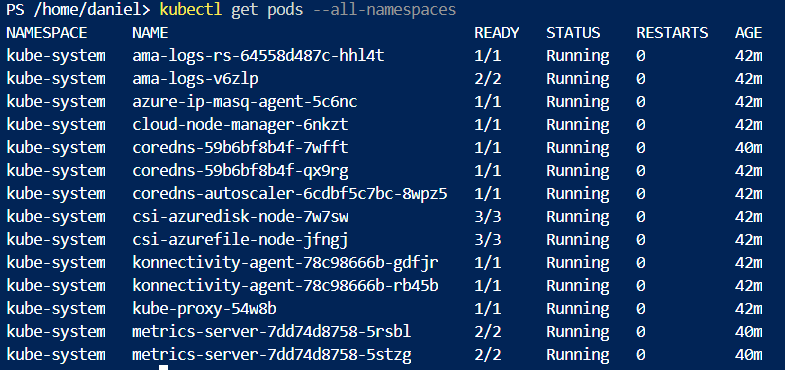 PS /home/daniel> kubectl get pods --all-namespaces
NAMESPACE NAME READY STATUS RESTARTS AGE
kube-system ama-logs-rs-64558d487c-hhl4t 1/1 Running 0 42m
kube-system ama-logs-v6zlp 2/2 Running 0 42m
kube-system azure-ip-masq-agent-5c6nc 1/1 Running 0 42m
kube-system cloud-node-manager-6nkzt 1/1 Running 0 42m
kube-system coredns-59b6bf8b4f-7wfft 1/1 Running 0 40m
kube-system coredns-59b6bf8b4f-qx9rg 1/1 Running 0 42m
kube-system coredns-autoscaler-6cdbf5c7bc-8wpz5 1/1 Running 0 42m
kube-system csi-azuredisk-node-7w7sw 3/3 Running 0 42m
kube-system csi-azurefile-node-jfngj 3/3 Running 0 42m
kube-system konnectivity-agent-78c98666b-gdfjr 1/1 Running 0 42m
kube-system konnectivity-agent-78c98666b-rb45b 1/1 Running 0 42m
kube-system kube-proxy-54w8b 1/1 Running 0 42m
kube-system metrics-server-7dd74d8758-5rsbl 2/2 Running 0 40m
kube-system metrics-server-7dd74d8758-5stzg 2/2 Running 0 40m